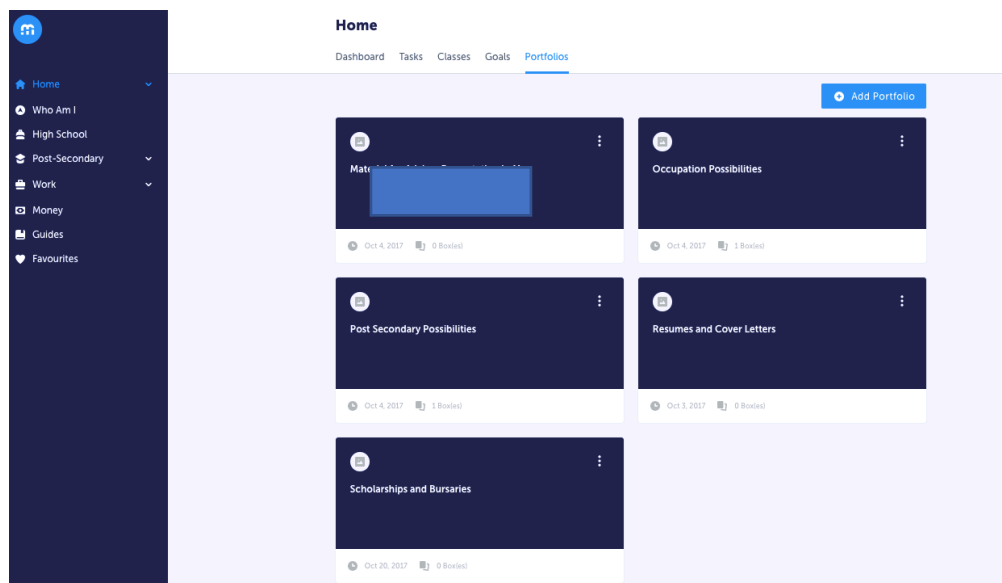 m
Home
Dashboard Tasks Classes Goals Portfolios
Home
Who Am I
High School
Post-Secondary
Work
Money
Guides
Favourites
Add Portfolio
Occupation Possibilities
Oct 4, 2017 0 Box(es)
Oct 4, 2017 1 Box(es)
Post Secondary Possibilities
Resumes and Cover Letters
Oct 4, 2017 1 Box(es)
Oct 3, 2017 0 Box(es)
Scholarships and Bursaries
Oct 20, 2017 0 Box(es)